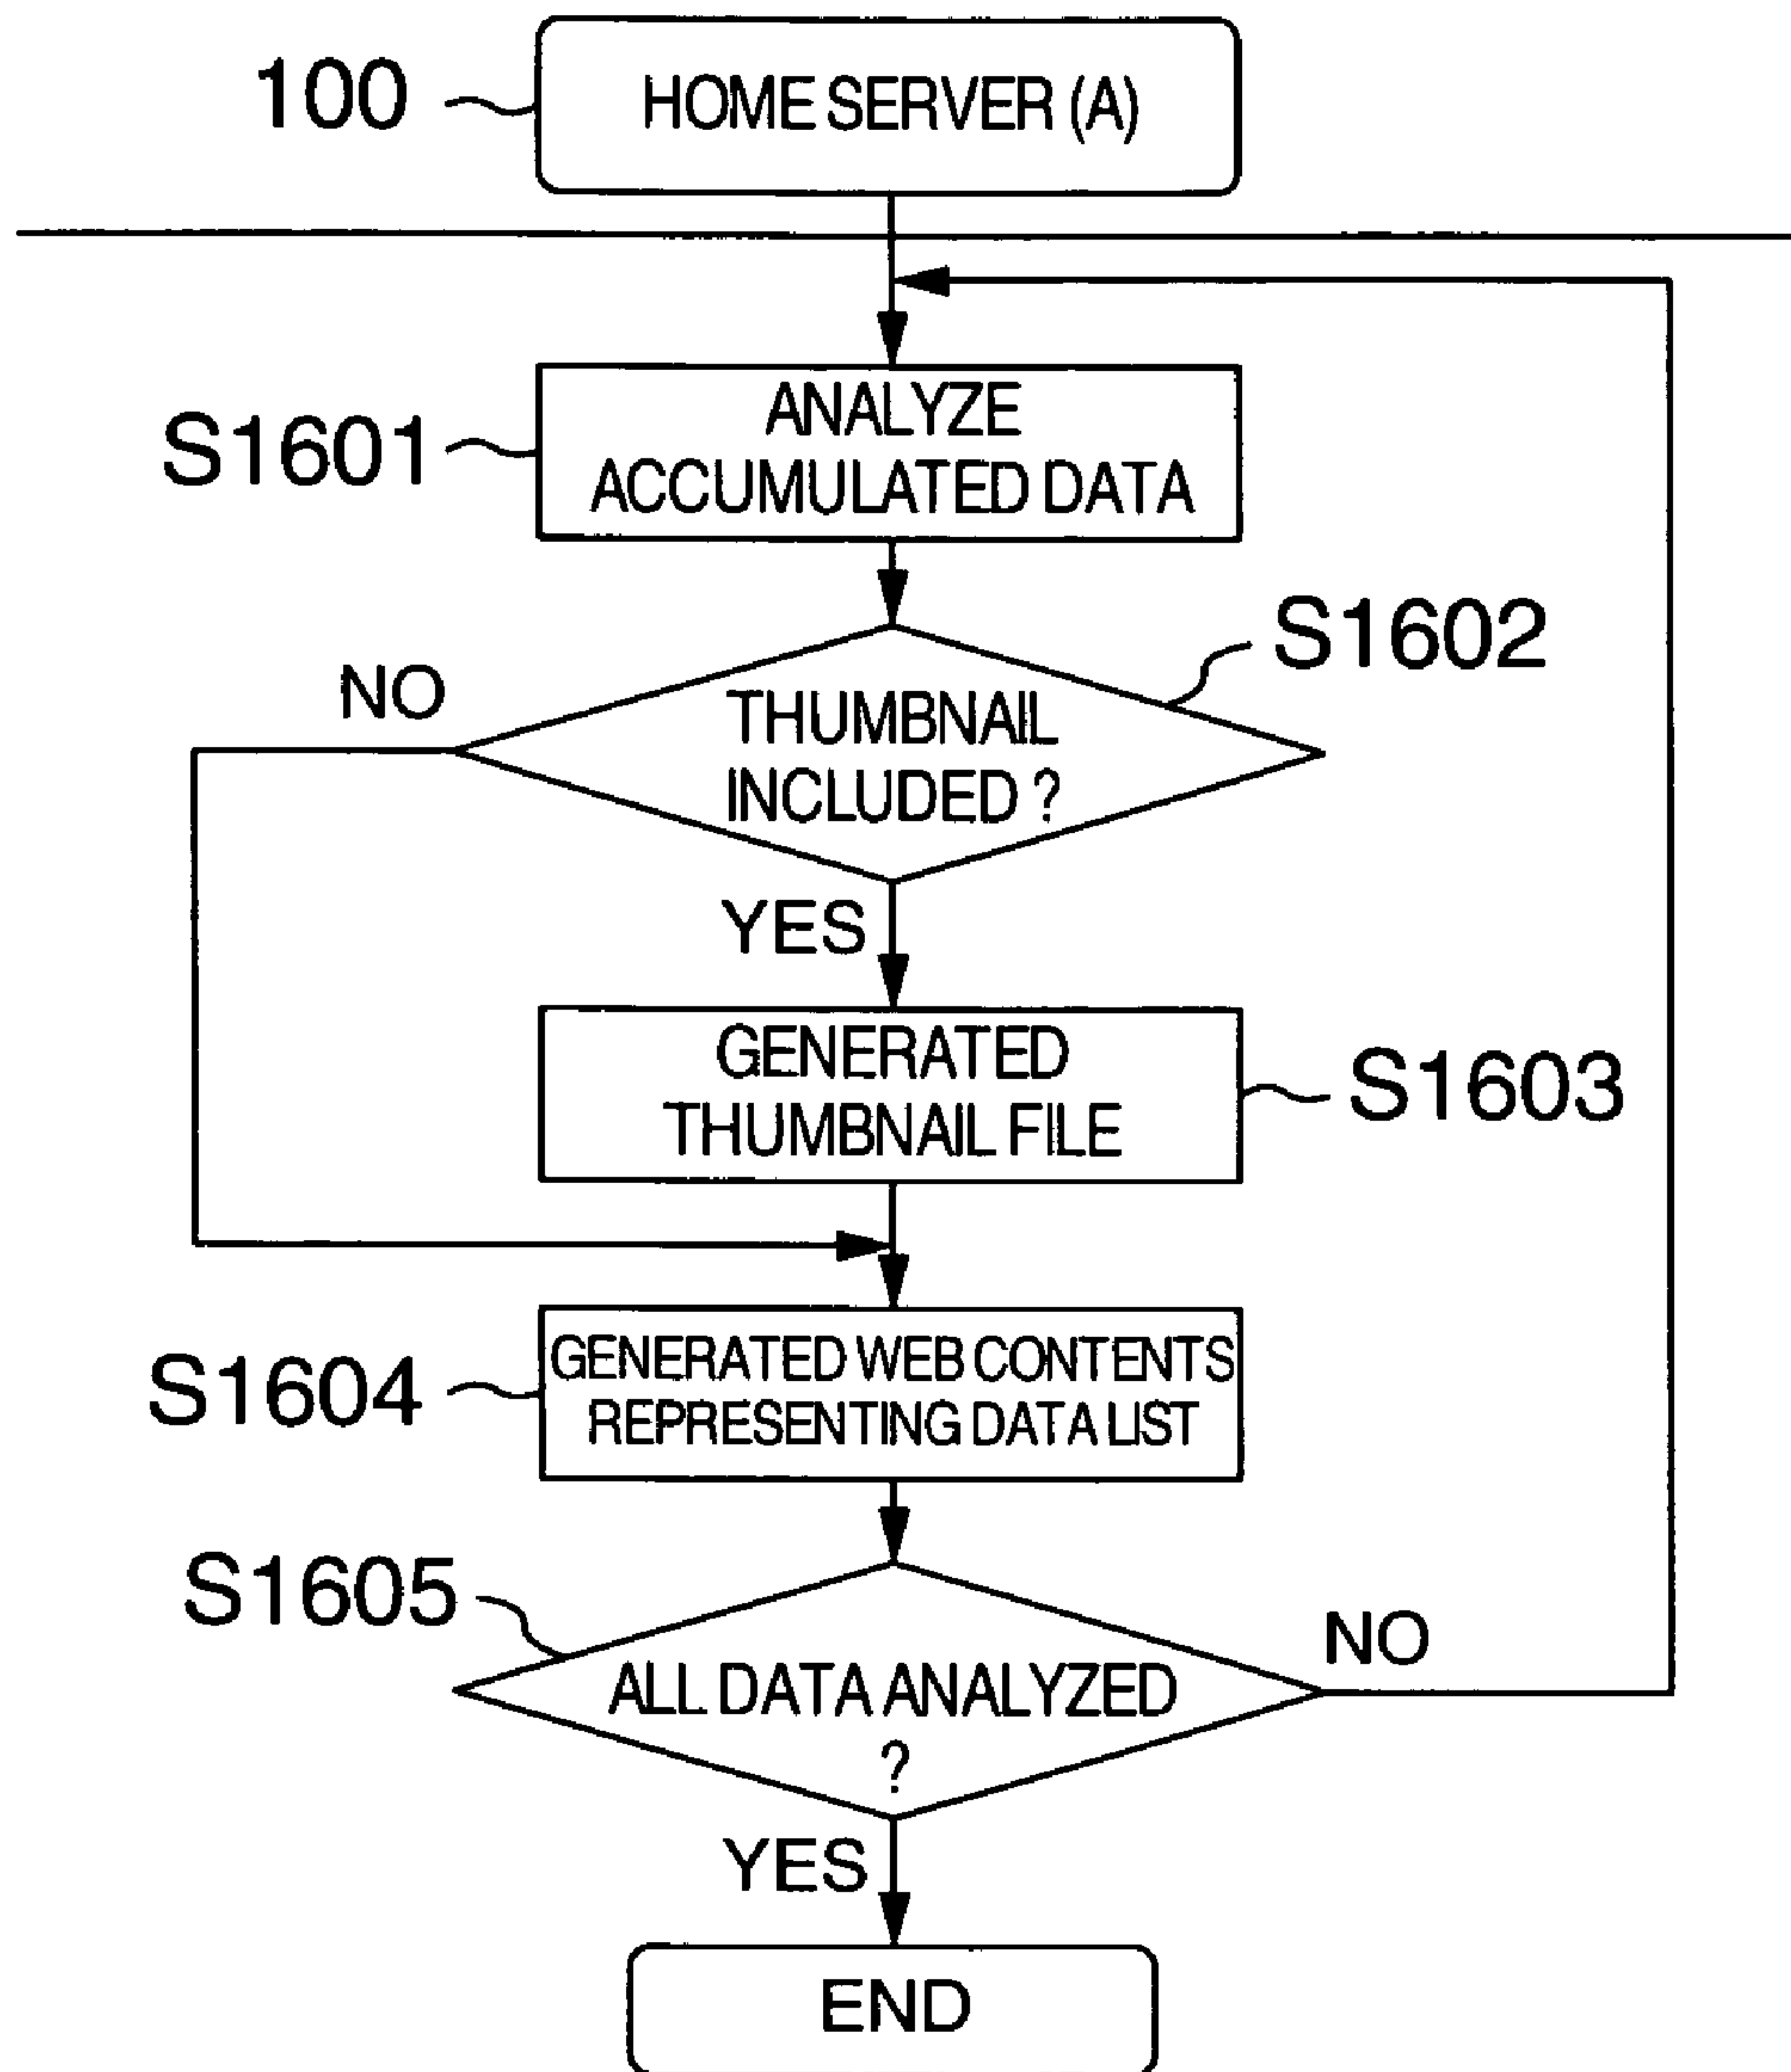 100
HOME SERVER (A)
S1601
ANALYZE
ACCUMULATED DATA
S1602
NO
THUMBNAIL
INCLUDED ?
YES
GENERATED
THUMBNAIL FILE
S1603
S1604
GENERATED WEB CONTENTS
REPRESENTING DATA LIST
S1605
NO
ALL DATA ANALYZED
?
YES
END